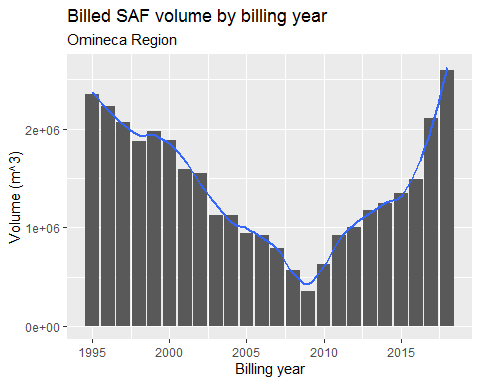 Billed SAF volume by billing year
Omineca Region
Volume (m^3)
2e+06
1e+06
0e+00
1995 2000 2005 2010 2015
Billing year